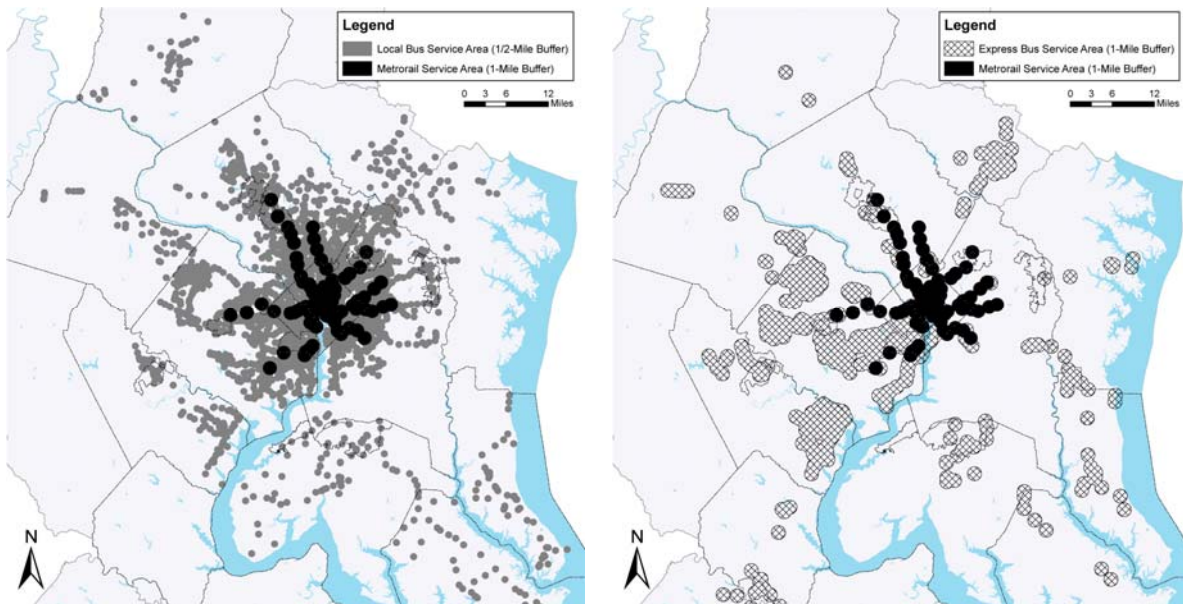 Legend
Local Bus Service Area (1/2-Mile Buffer)
Metrorail Service Area (1-Mile Buffer)
0 3 6 12
Miles
N
Legend
Express Bus Service Area (1-Mile Buffer)
Metrorail Service Area (1-Mile Buffer)
0 3 6 12
Miles
N